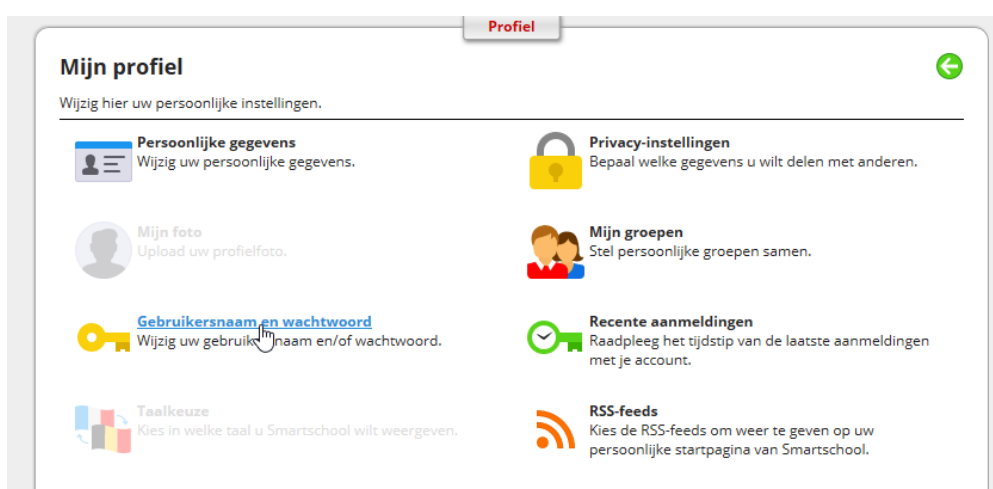 Profiel
Mijn profiel
Wijzig hier uw persoonlijke instellingen.
Persoonlijke gegevens
Wijzig uw persoonlijke gegevens.
Privacy-instellingen
Bepaal welke gegevens u wilt delen met anderen.
Mijn foto
Upload uw profielfoto.
Mijn groepen
Stel persoonlijke groepen samen.
Gebruikersnaam en wachtwoord
Wijzig uw gebruikersnaam en/of wachtwoord.
Recente aanmeldingen
Raadpleeg het tijdstip van de laatste aanmeldingen
met je account.
Taalkeuze
Kies in welke taal u Smartschool wilt weergeven.
RSS-feeds
Kies de RSS-feeds om weer te geven op uw
persoonlijke startpagina van Smartschool.